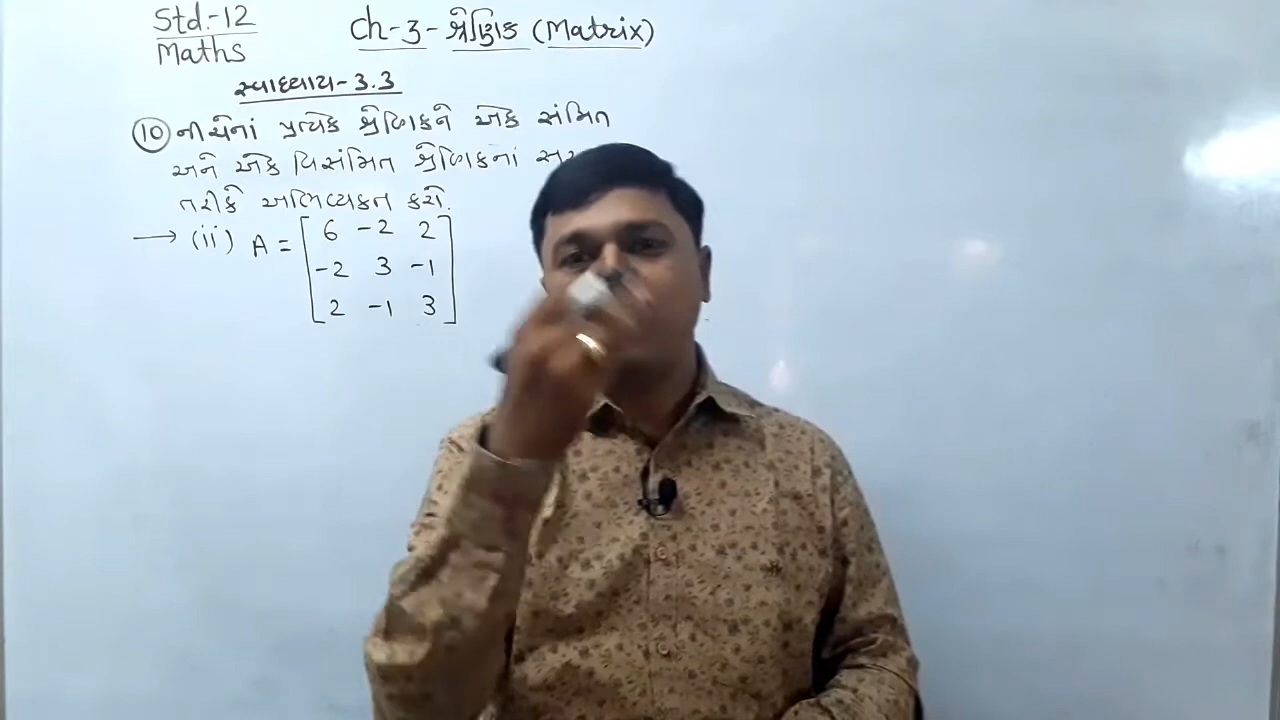 Std.-12
Maths
Ch-3-શ્રેણિક (Matrix)
સ્વાધ્યાય-3.3
(10) નીચેનાં પ્રત્યેક શ્રેણિકને એક સંમિત
અને એક વિસંમિત શ્રેણિકનાં
તરીકે અભિવ્યક્ત કરો.
→ (ii) A = [ 6 -2 2
-2 3 -1
2 -1 3 ]